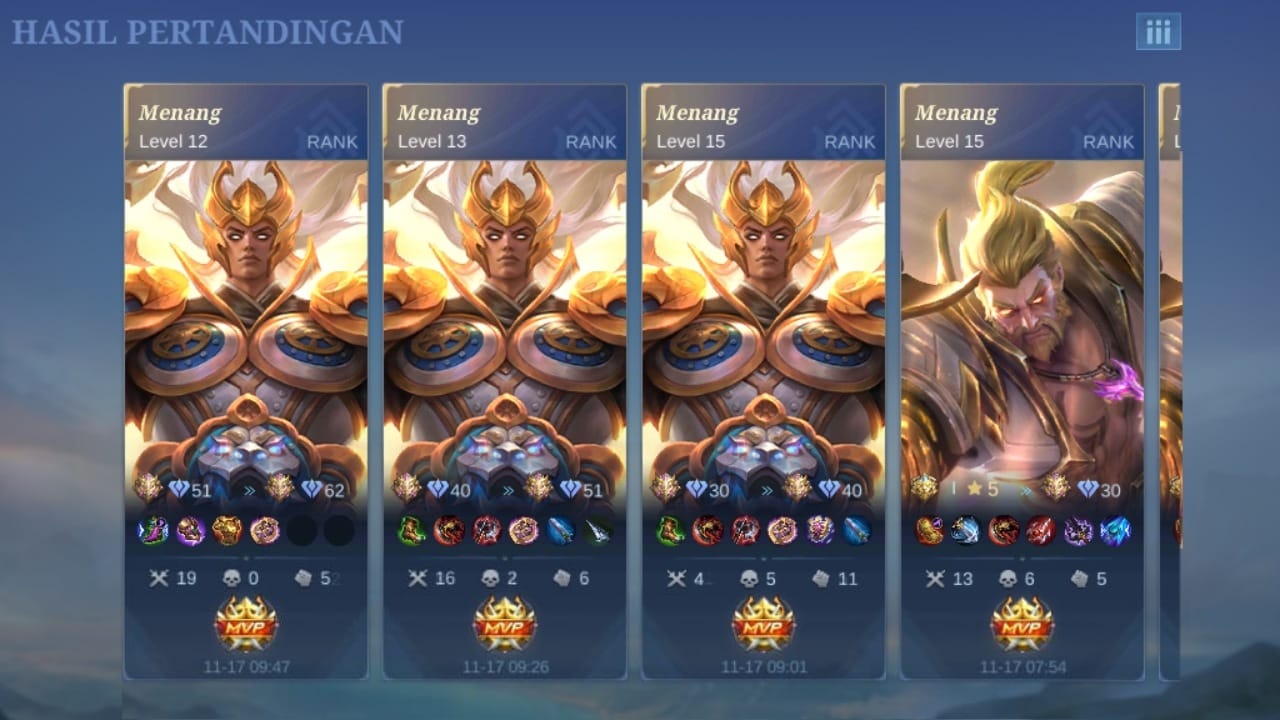 HASIL PERTANDINGAN
Menang
Level 12 RANK
51 » 62
19 0 5
MVP
11-17 09:47
Menang
Level 13 RANK
40 » 51
16 2 6
MVP
11-17 09:26
Menang
Level 15 RANK
30 » 40
4 5 11
MVP
11-17 09:01
Menang
Level 15 RANK
I 5 » 30
13 6 5
MVP
11-17 07:54